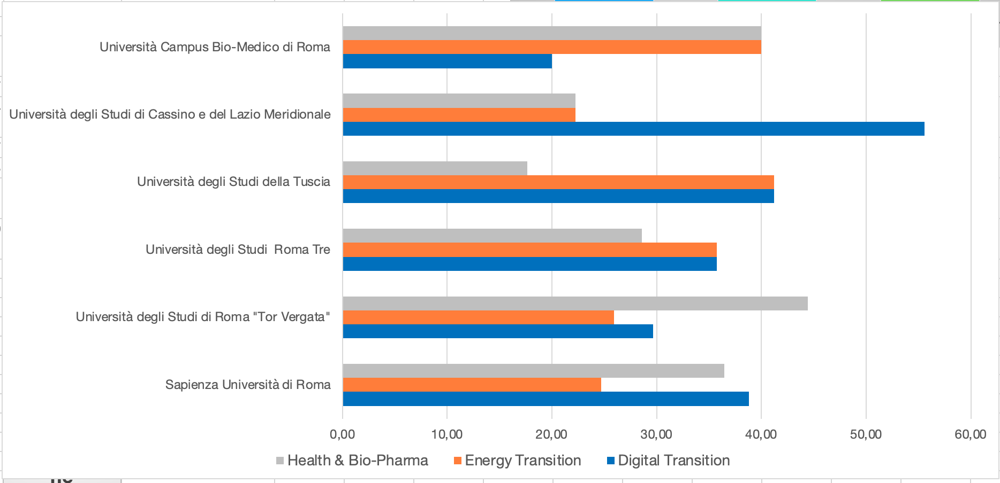 Università Campus Bio-Medico di Roma
Università degli Studi di Cassino e del Lazio Meridionale
Università degli Studi della Tuscia
Università degli Studi  Roma Tre
Università degli Studi di Roma "Tor Vergata"
Sapienza Università di Roma
0,00 10,00 20,00 30,00 40,00 50,00 60,00
Health & Bio-Pharma Energy Transition Digital Transition